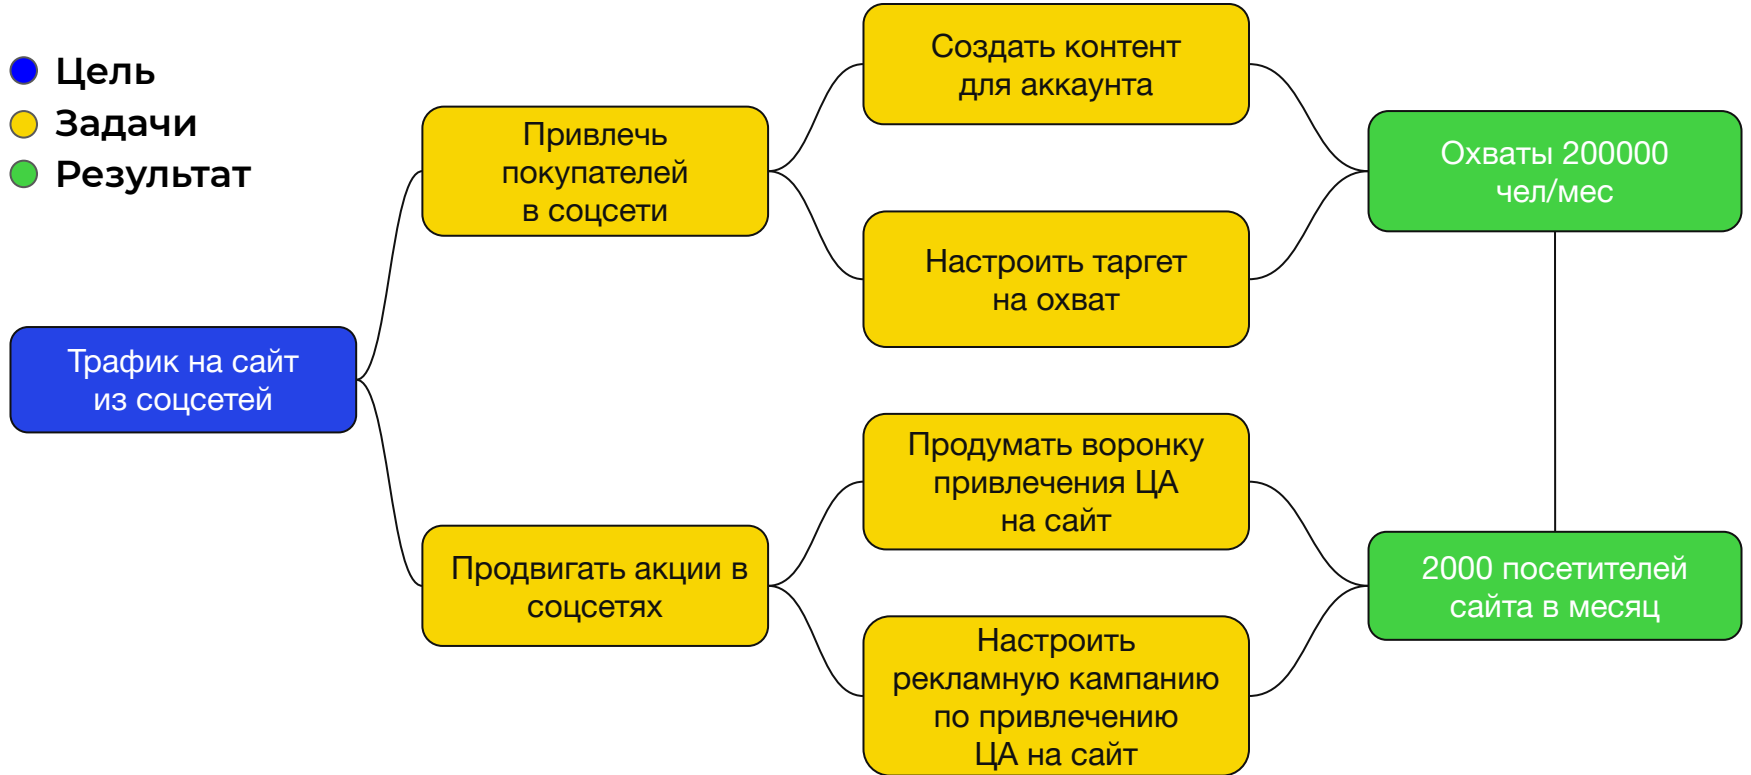 Цель
Задачи
Результат
Трафик на сайт
из соцсетей
Привлечь
покупателей
в соцсети
Продвигать акции в
соцсетях
Создать контент
для аккаунта
Настроить таргет
на охват
Продумать воронку
привлечения ЦА
на сайт
Настроить
рекламную кампанию
по привлечению
ЦА на сайт
Охваты 200000
чел/мес
2000 посетителей
сайта в месяц